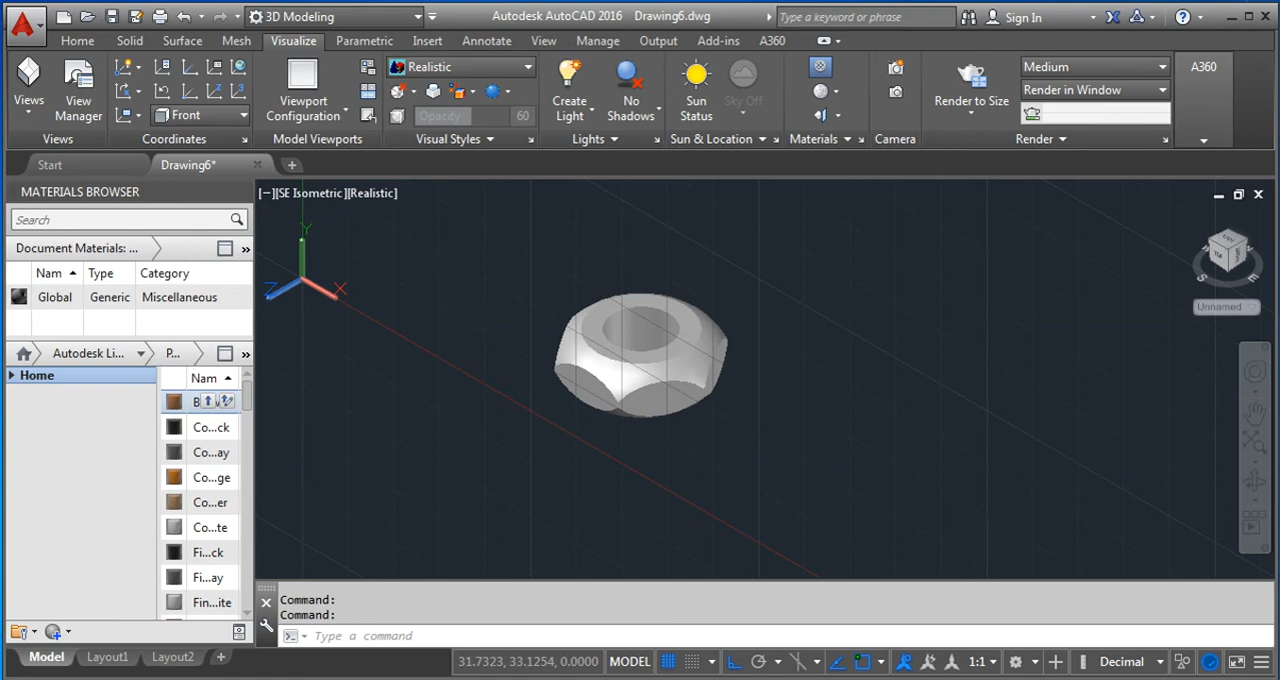 3D Modeling
Autodesk AutoCAD 2016 Drawing6.dwg
Type a keyword or phrase
Sign In
Home Solid Surface Mesh Visualize Parametric Insert Annotate View Manage Output Add-ins A360
Views
View Manager
Front
Viewport Configuration
Realistic
Opacity 60
Create Light
No Shadows
Sun Status
Sky Off
Render to Size
Medium
Render in Window
A360
Views
Coordinates
Model Viewports
Visual Styles
Lights
Sun & Location
Materials
Camera
Render
Start
Drawing6*
MATERIALS BROWSER
Search
Document Materials: ...
Nam Type Category
Global Generic Miscellaneous
Autodesk Li...
P...
Home
Nam
Co...ck
Co...ay
Co...ge
Co...er
Co...te
Fi...ck
Fi...ay
Fin...ite
[−][SE Isometric][Realistic]
Y
Z
X
S
E
Unnamed
Command:
Command:
Type a command
Model Layout1 Layout2
31.7323, 33.1254, 0.0000 MODEL 1:1 Decimal